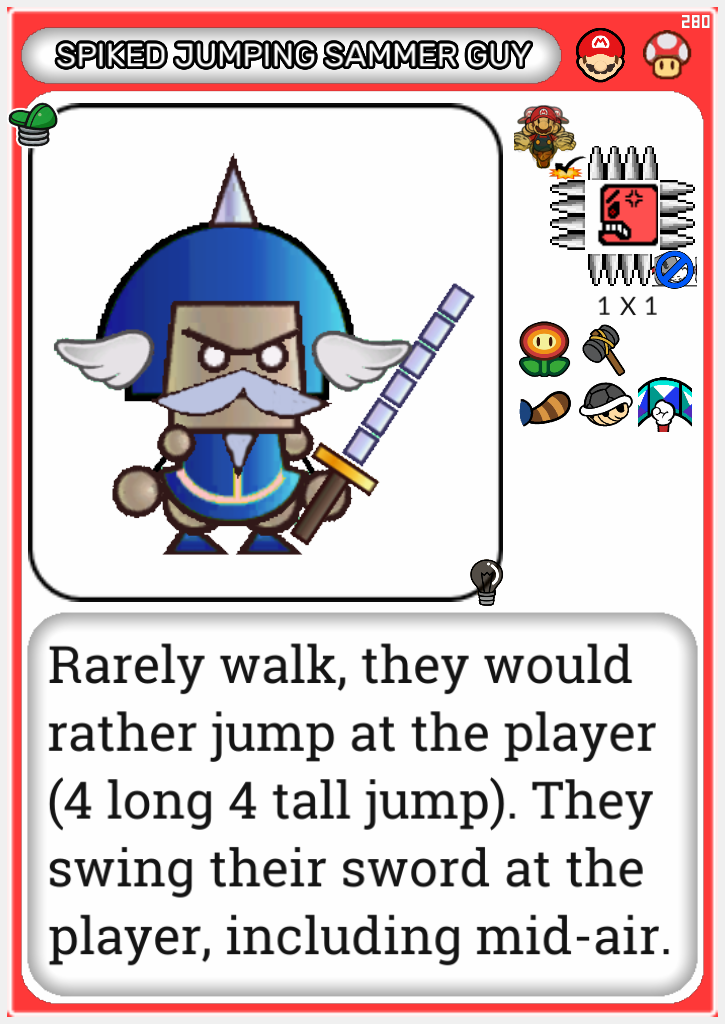 280
SPIKED JUMPING SAMMER GUY
1 X 1
Rarely walk, they would
rather jump at the player
(4 long 4 tall jump). They
swing their sword at the
player, including mid-air.